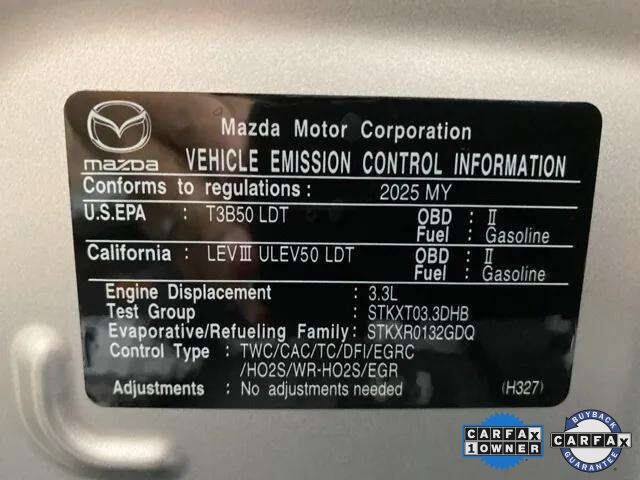 Mazda Motor Corporation
mazda VEHICLE EMISSION CONTROL INFORMATION
Conforms to regulations : 2025 MY
U.S.EPA : T3B50 LDT OBD : II
Fuel : Gasoline
California : LEVIII ULEV50 LDT OBD : II
Fuel : Gasoline
Engine Displacement : 3.3L
Test Group : STKXT03.3DHB
Evaporative/Refueling Family: STKXR0132GDQ
Control Type : TWC/CAC/TC/DFI/EGRC
/HO2S/WR-HO2S/EGR
Adjustments : No adjustments needed (H327)
CARFAX
1 OWNER
BUYBACK
CARFAX
GUARANTEE